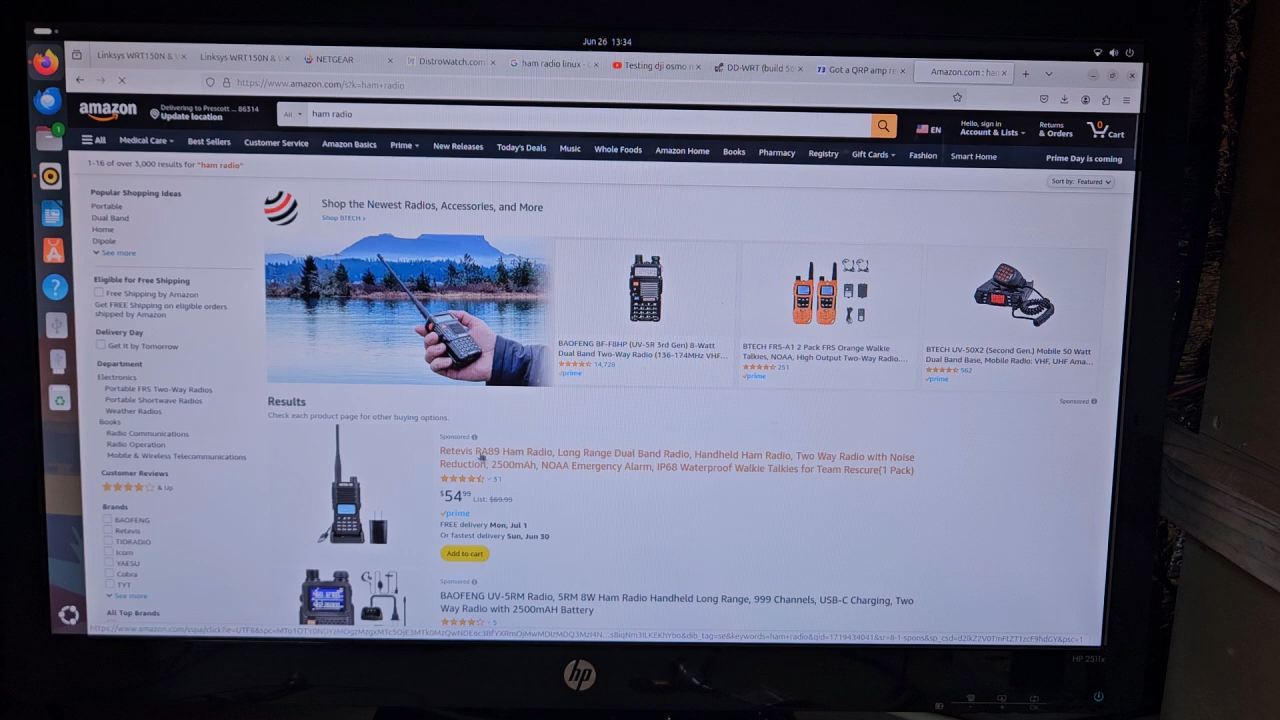 Jun 26 13:34
Linksys WRT150N & V
Linksys WRT150N & V
NETGEAR
DistroWatch.com
ham radio linux - G
Testing dji osmo
DD-WRT (build 5
73 Got a QRP amp re
Amazon.com : ham
https://www.amazon.com/s?k=ham+radio
amazon
Delivering to Prescott ... 86314
Update location
All
ham radio
EN
Hello, sign in
Account & Lists
Returns
& Orders
0
Cart
All
Medical Care
Best Sellers
Customer Service
Amazon Basics
Prime
New Releases
Today's Deals
Music
Whole Foods
Amazon Home
Books
Pharmacy
Registry
Gift Cards
Fashion
Smart Home
Prime Day is coming
1-16 of over 3,000 results for "ham radio"
Sort by: Featured
Popular Shopping Ideas
Portable
Dual Band
Home
Dipole
See more
Eligible for Free Shipping
Free Shipping by Amazon
Get FREE Shipping on eligible orders
shipped by Amazon
Delivery Day
Get It by Tomorrow
Department
Electronics
Portable FRS Two-Way Radios
Portable Shortwave Radios
Weather Radios
Books
Radio Communications
Radio Operation
Mobile & Wireless Telecommunications
Customer Reviews
& Up
Brands
BAOFENG
Retevis
TIDRADIO
Icom
YAESU
Cobra
TYT
See more
All Top Brands
Shop the Newest Radios, Accessories, and More
Shop BTECH
BAOFENG BF-F8HP (UV-5R 3rd Gen) 8-Watt
Dual Band Two-Way Radio (136-174MHz VHF...
14,728
prime
BTECH FRS-A1 2 Pack FRS Orange Walkie
Talkies, NOAA, High Output Two-Way Radio....
251
prime
BTECH UV-50X2 (Second Gen.) Mobile 50 Watt
Dual Band Base, Mobile Radio: VHF, UHF Ama...
562
prime
Sponsored
Results
Check each product page for other buying options.
Sponsored
Retevis RA89 Ham Radio, Long Range Dual Band Radio, Handheld Ham Radio, Two Way Radio with Noise
Reduction, 2500mAh, NOAA Emergency Alarm, IP68 Waterproof Walkie Talkies for Team Rescure(1 Pack)
31
$54 99 List: $69.99
prime
FREE delivery Mon, Jul 1
Or fastest delivery Sun, Jun 30
Add to cart
Sponsored
BAOFENG UV-5RM Radio, 5RM 8W Ham Radio Handheld Long Range, 999 Channels, USB-C Charging, Two
Way Radio with 2500mAH Battery
5
hp
HP 2511x